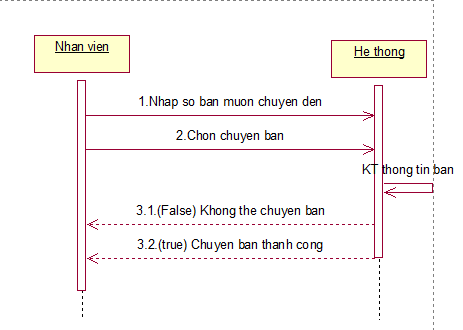 Nhan vien
He thong
1.Nhap so ban muon chuyen den
2.Chon chuyen ban
KT thong tin ban
3.1.(False) Khong the chuyen ban
3.2.(true) Chuyen ban thanh cong